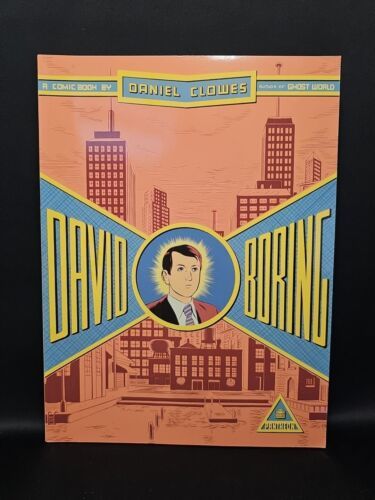 A COMIC BOOK BY
DANIEL CLOWES
AUTHOR OF GHOST WORLD
DAVID
BORING
PANTHEON